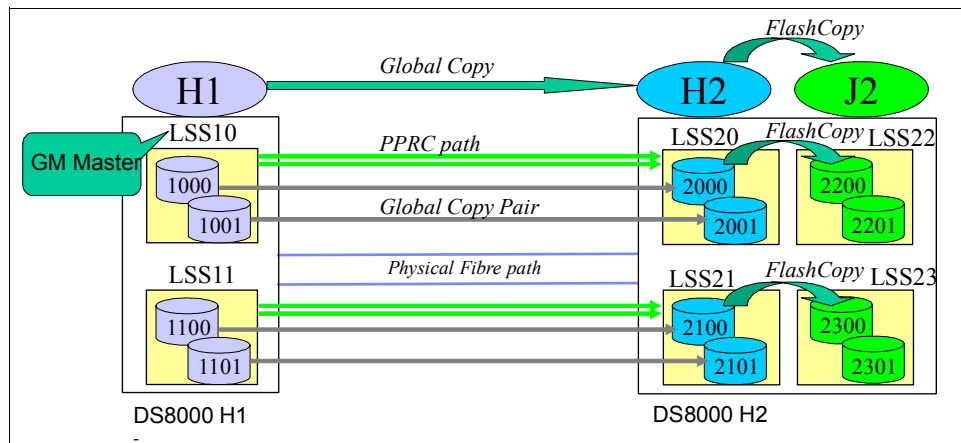 FlashCopy
Global Copy
H1
H2
J2
LSS10
GM Master
PPRC path
LSS20
FlashCopy
LSS22
1000
2000
2200
1001
Global Copy Pair
2001
2201
LSS11
Physical Fibre path
LSS21
FlashCopy
LSS23
1100
2100
2300
1101
2101
2301
DS8000 H1
DS8000 H2
-